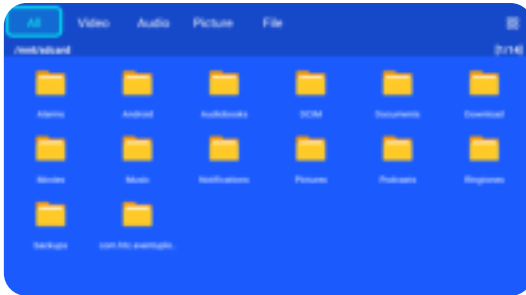 All Video Audio Picture File
/mnt/sdcard [1/14]
Alarms Android Audiobooks DCIM Documents Download
Movies Music Notifications Pictures Podcasts Ringtones
backups